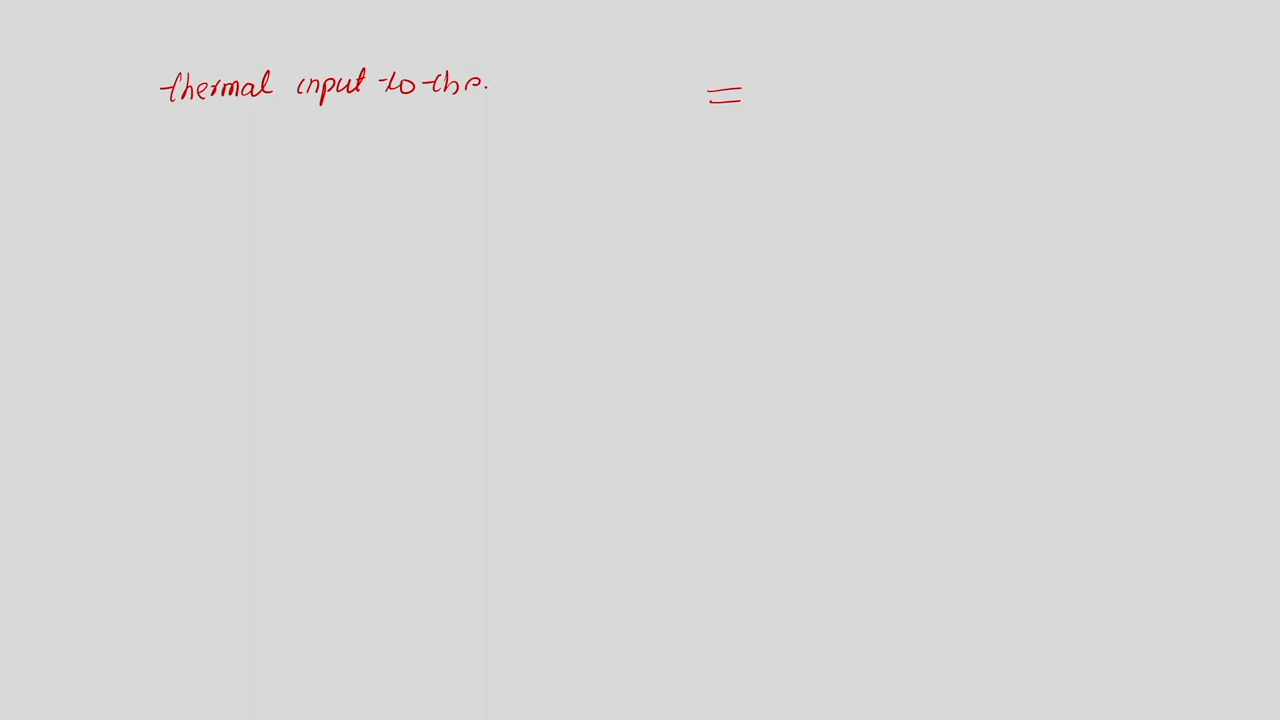 thermal input to the. =